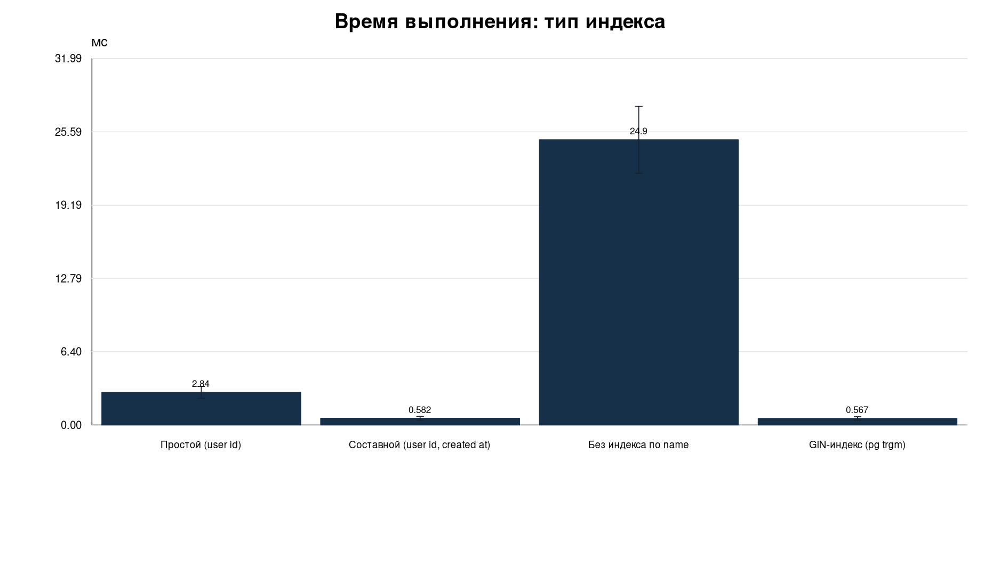 Время выполнения: тип индекса
мс
31.99
25.59
24.9
19.19
12.79
6.40
2.84
0.582
0.567
0.00
Простой (user id)
Составной (user id, created at)
Без индекса по name
GIN-индекс (pg trgm)